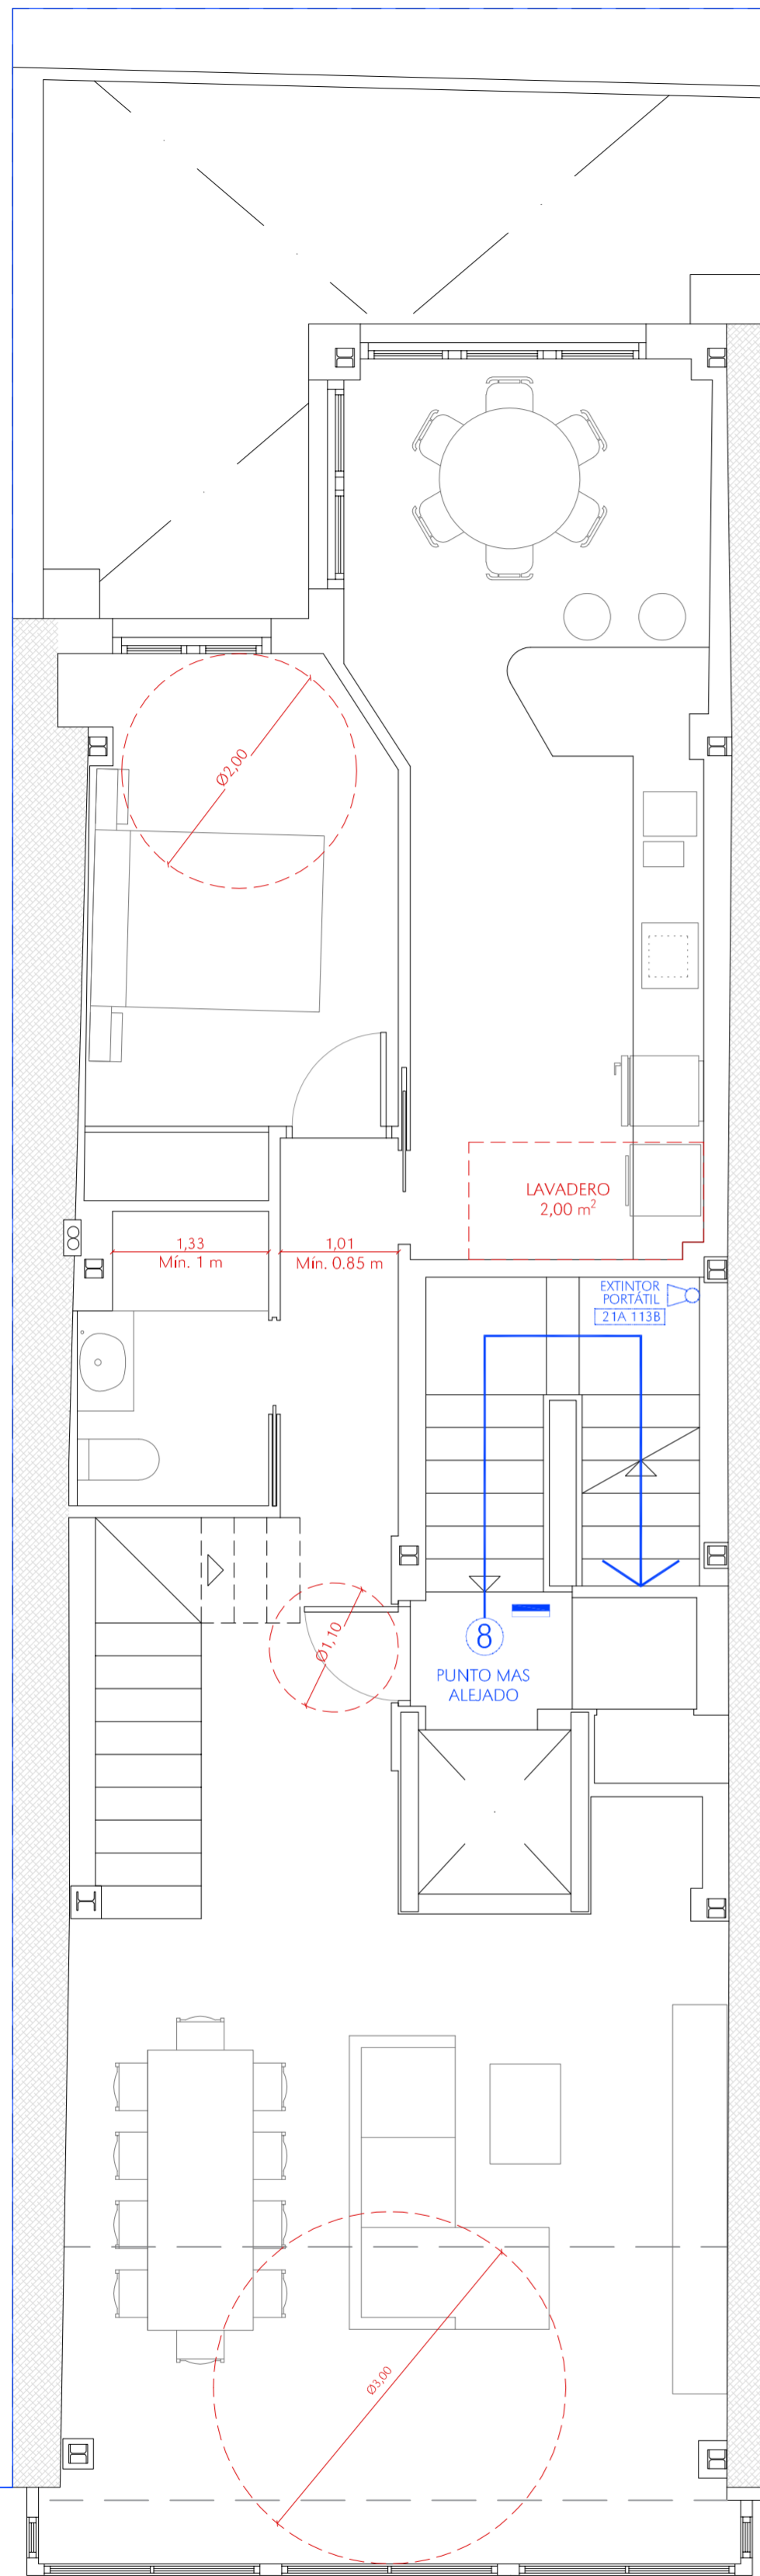 Ø2,00
LAVADERO
2,00 m²
1,33
Mín. 1 m
1,01
Mín. 0.85 m
EXTINTOR
PORTÁTIL
21A 113B
Ø1,10
8
PUNTO MAS
ALEJADO
Ø3,00